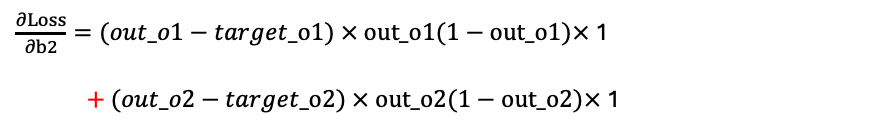 ∂Loss/∂b2 = (out_o1 − target_o1) × out_o1(1 − out_o1)× 1
+ (out_o2 − target_o2) × out_o2(1 − out_o2)× 1